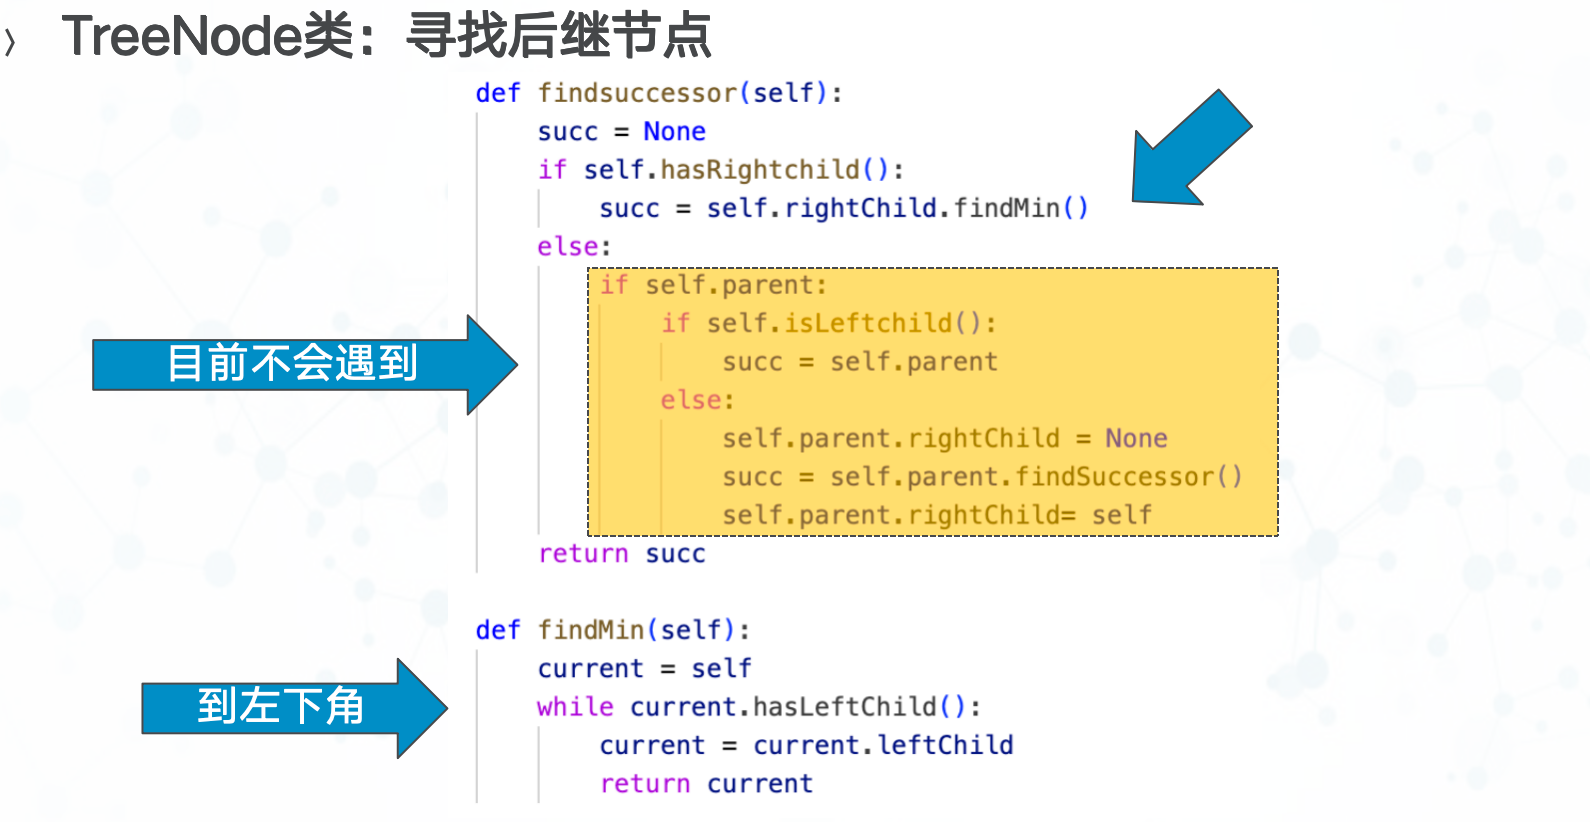 › TreeNode类：寻找后继节点
def findsuccessor(self):
    succ = None
    if self.hasRightchild():
        succ = self.rightChild.findMin()
    else:
        if self.parent:
            if self.isLeftchild():
                succ = self.parent
            else:
                self.parent.rightChild = None
                succ = self.parent.findSuccessor()
                self.parent.rightChild= self
    return succ
目前不会遇到
def findMin(self):
    current = self
    while current.hasLeftChild():
        current = current.leftChild
        return current
到左下角